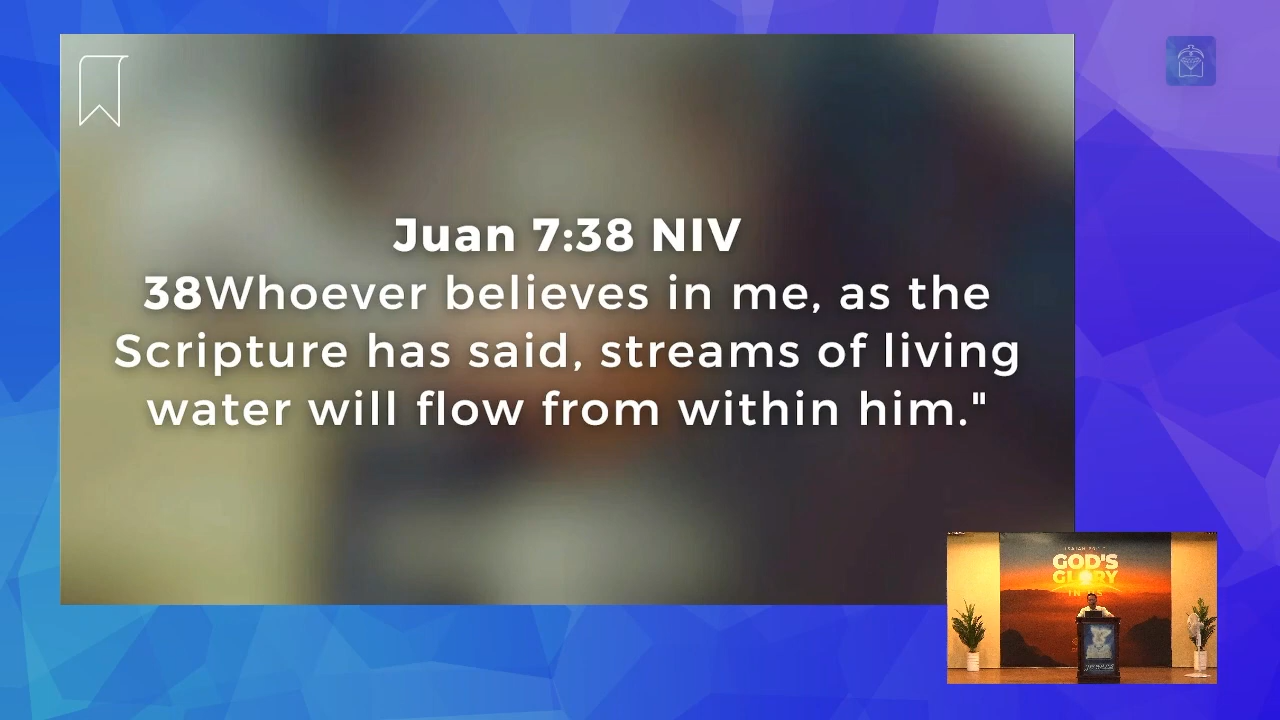 Juan 7:38 NIV
38Whoever believes in me, as the
Scripture has said, streams of living
water will flow from within him."
GOD'S
GLORY